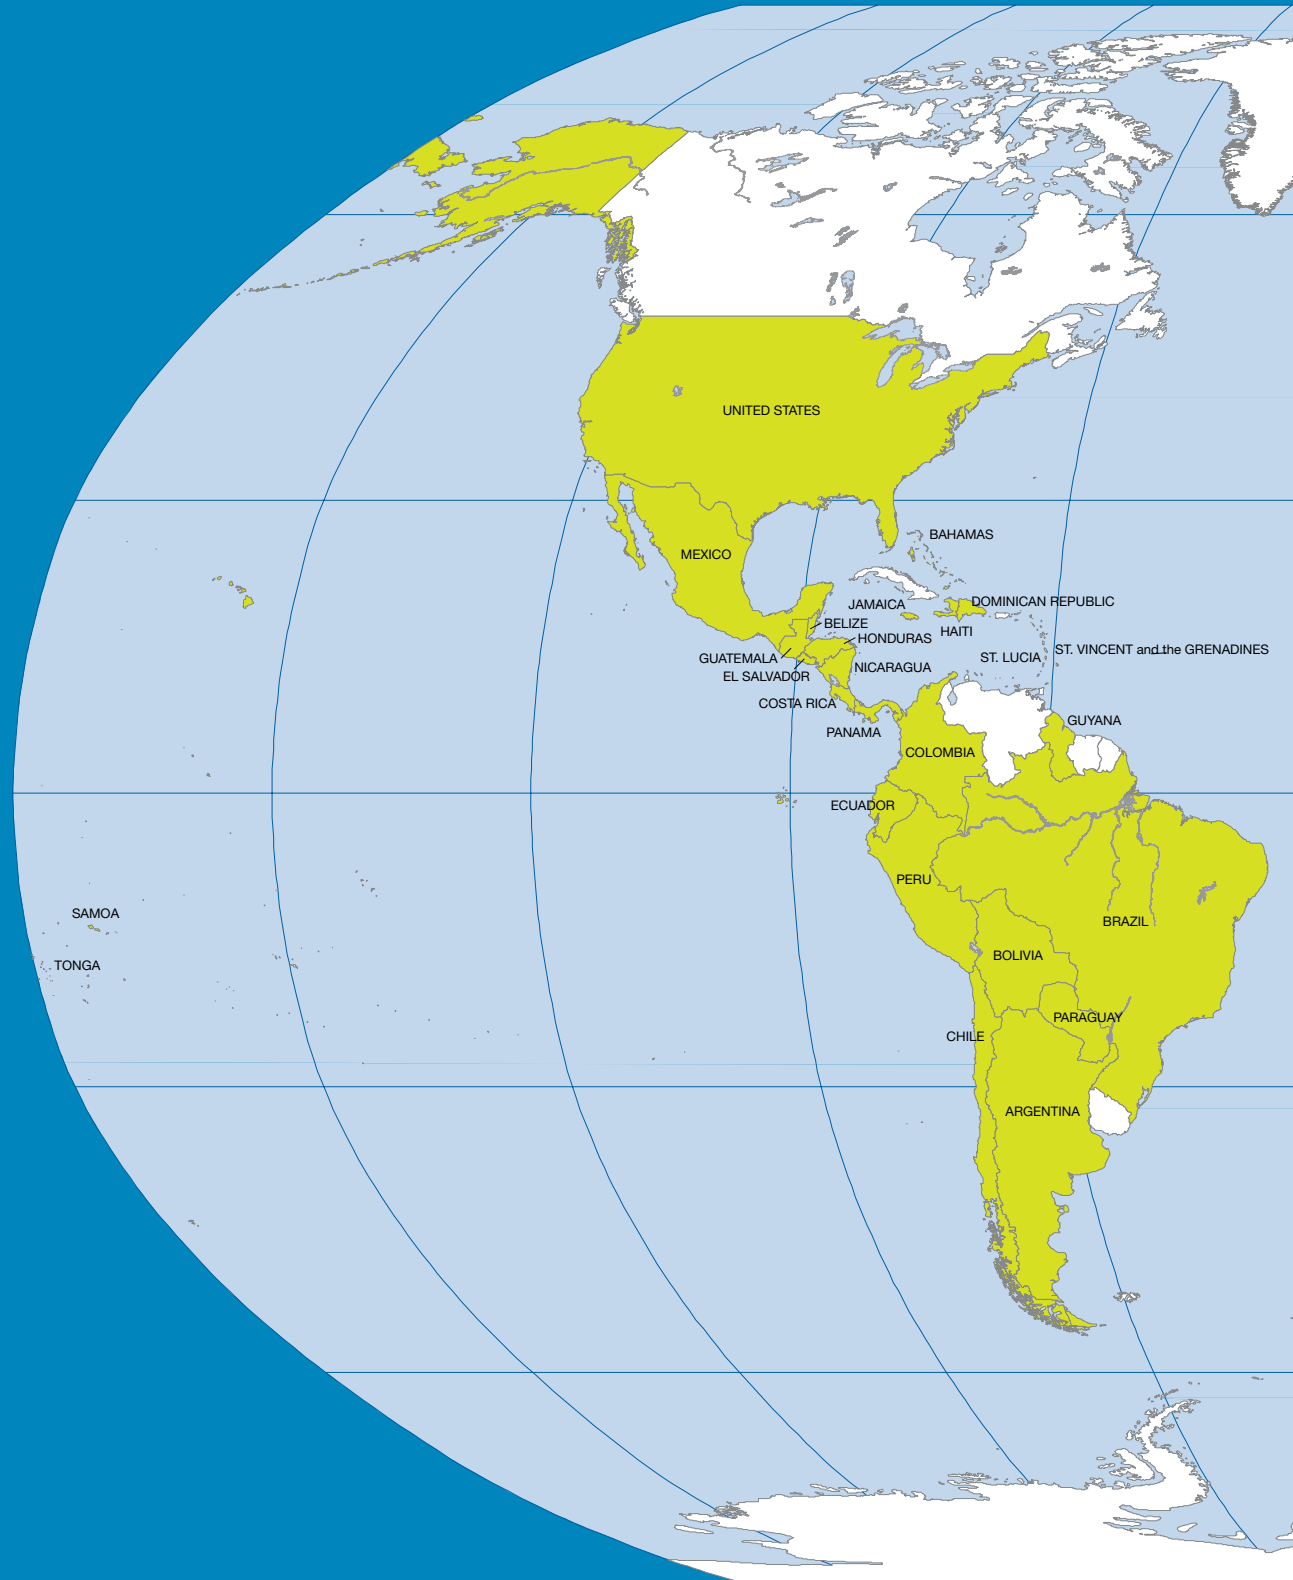 UNITED STATES
BAHAMAS
MEXICO
JAMAICA
DOMINICAN REPUBLIC
BELIZE
HAITI
HONDURAS
ST. VINCENT and the GRENADINES
GUATEMALA
ST. LUCIA
NICARAGUA
EL SALVADOR
COSTA RICA
GUYANA
PANAMA
COLOMBIA
ECUADOR
PERU
SAMOA
BRAZIL
BOLIVIA
TONGA
PARAGUAY
CHILE
ARGENTINA